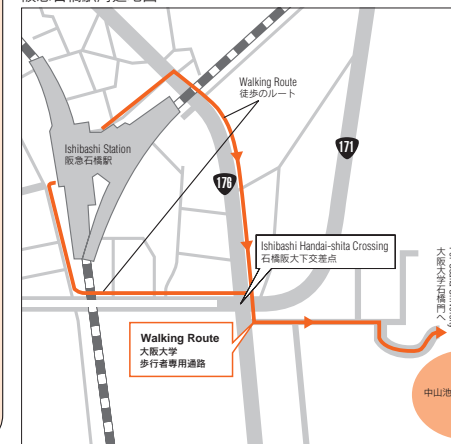 Walking Route
徒歩のルート
Ishibashi Station
阪急石橋駅
171
176
Ishibashi Handai-shita Crossing
石橋阪大下交差点
Walking Route
大阪大学
歩行者専用通路
大阪大学石橋門へ
中山池